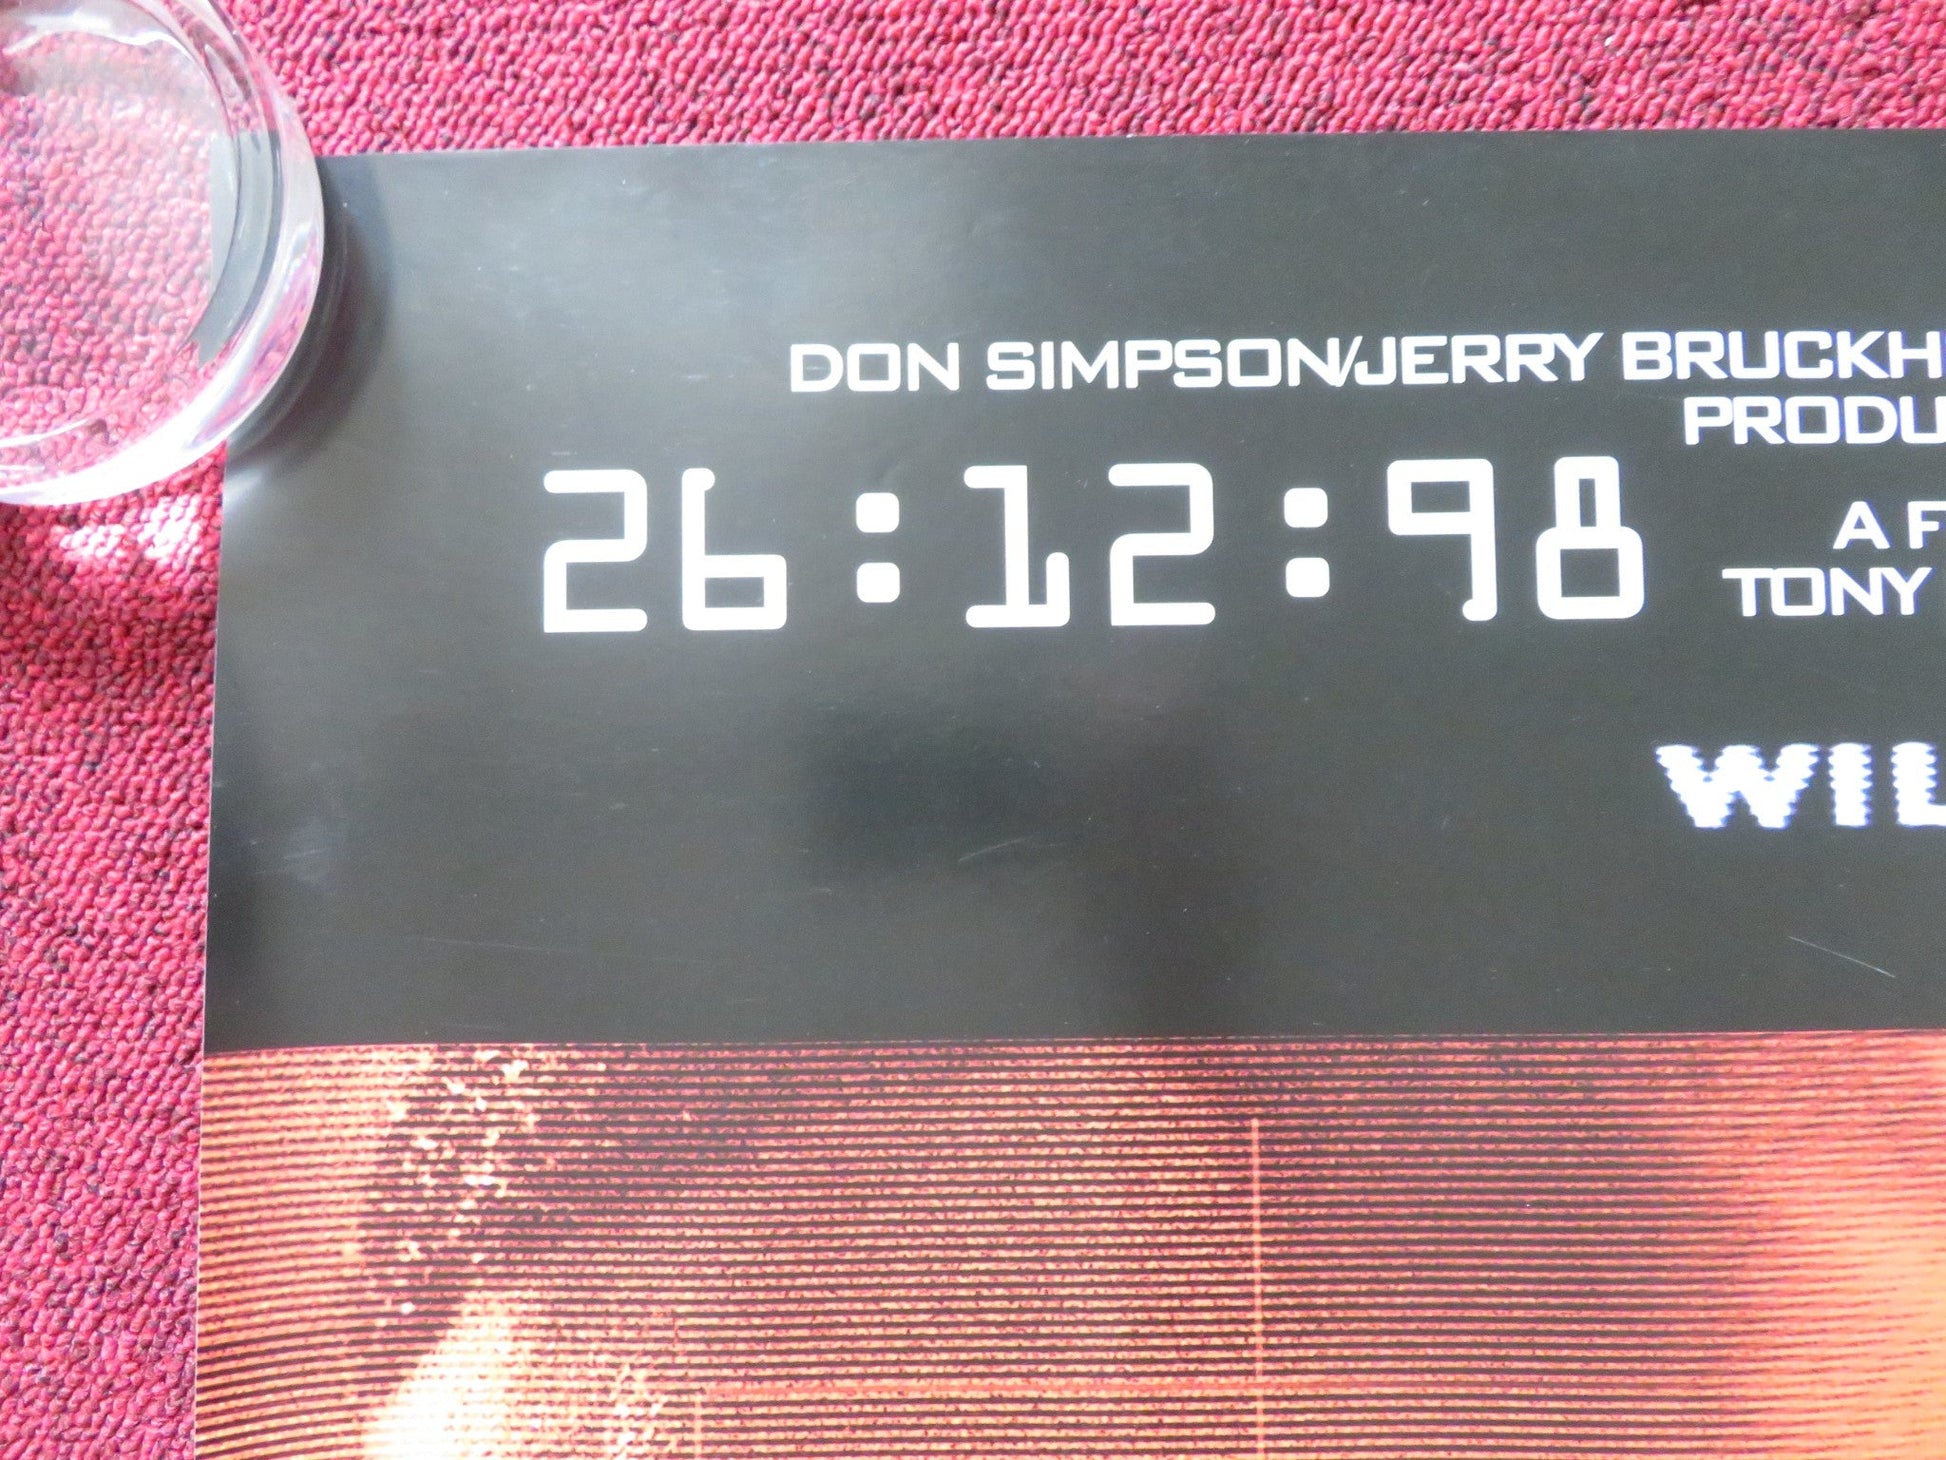 DON SIMPSON/JERRY BRUCKH
PRODU
26:12:98
A F
TONY
WIL